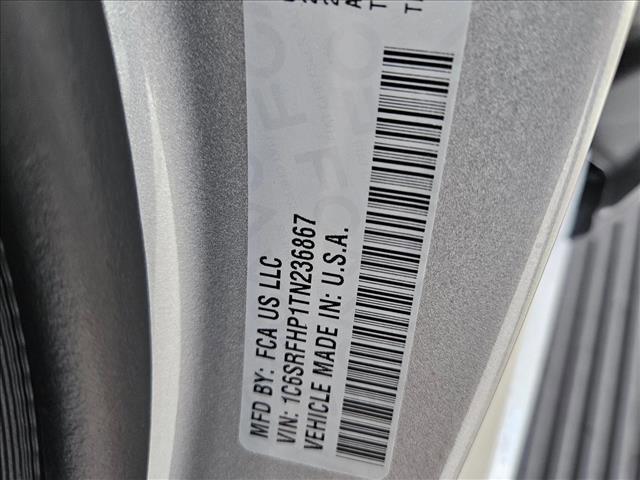 MFD BY: FCA US LLC
VIN: 1C6SRFHP1TN236867
VEHICLE MADE IN: U.S.A.